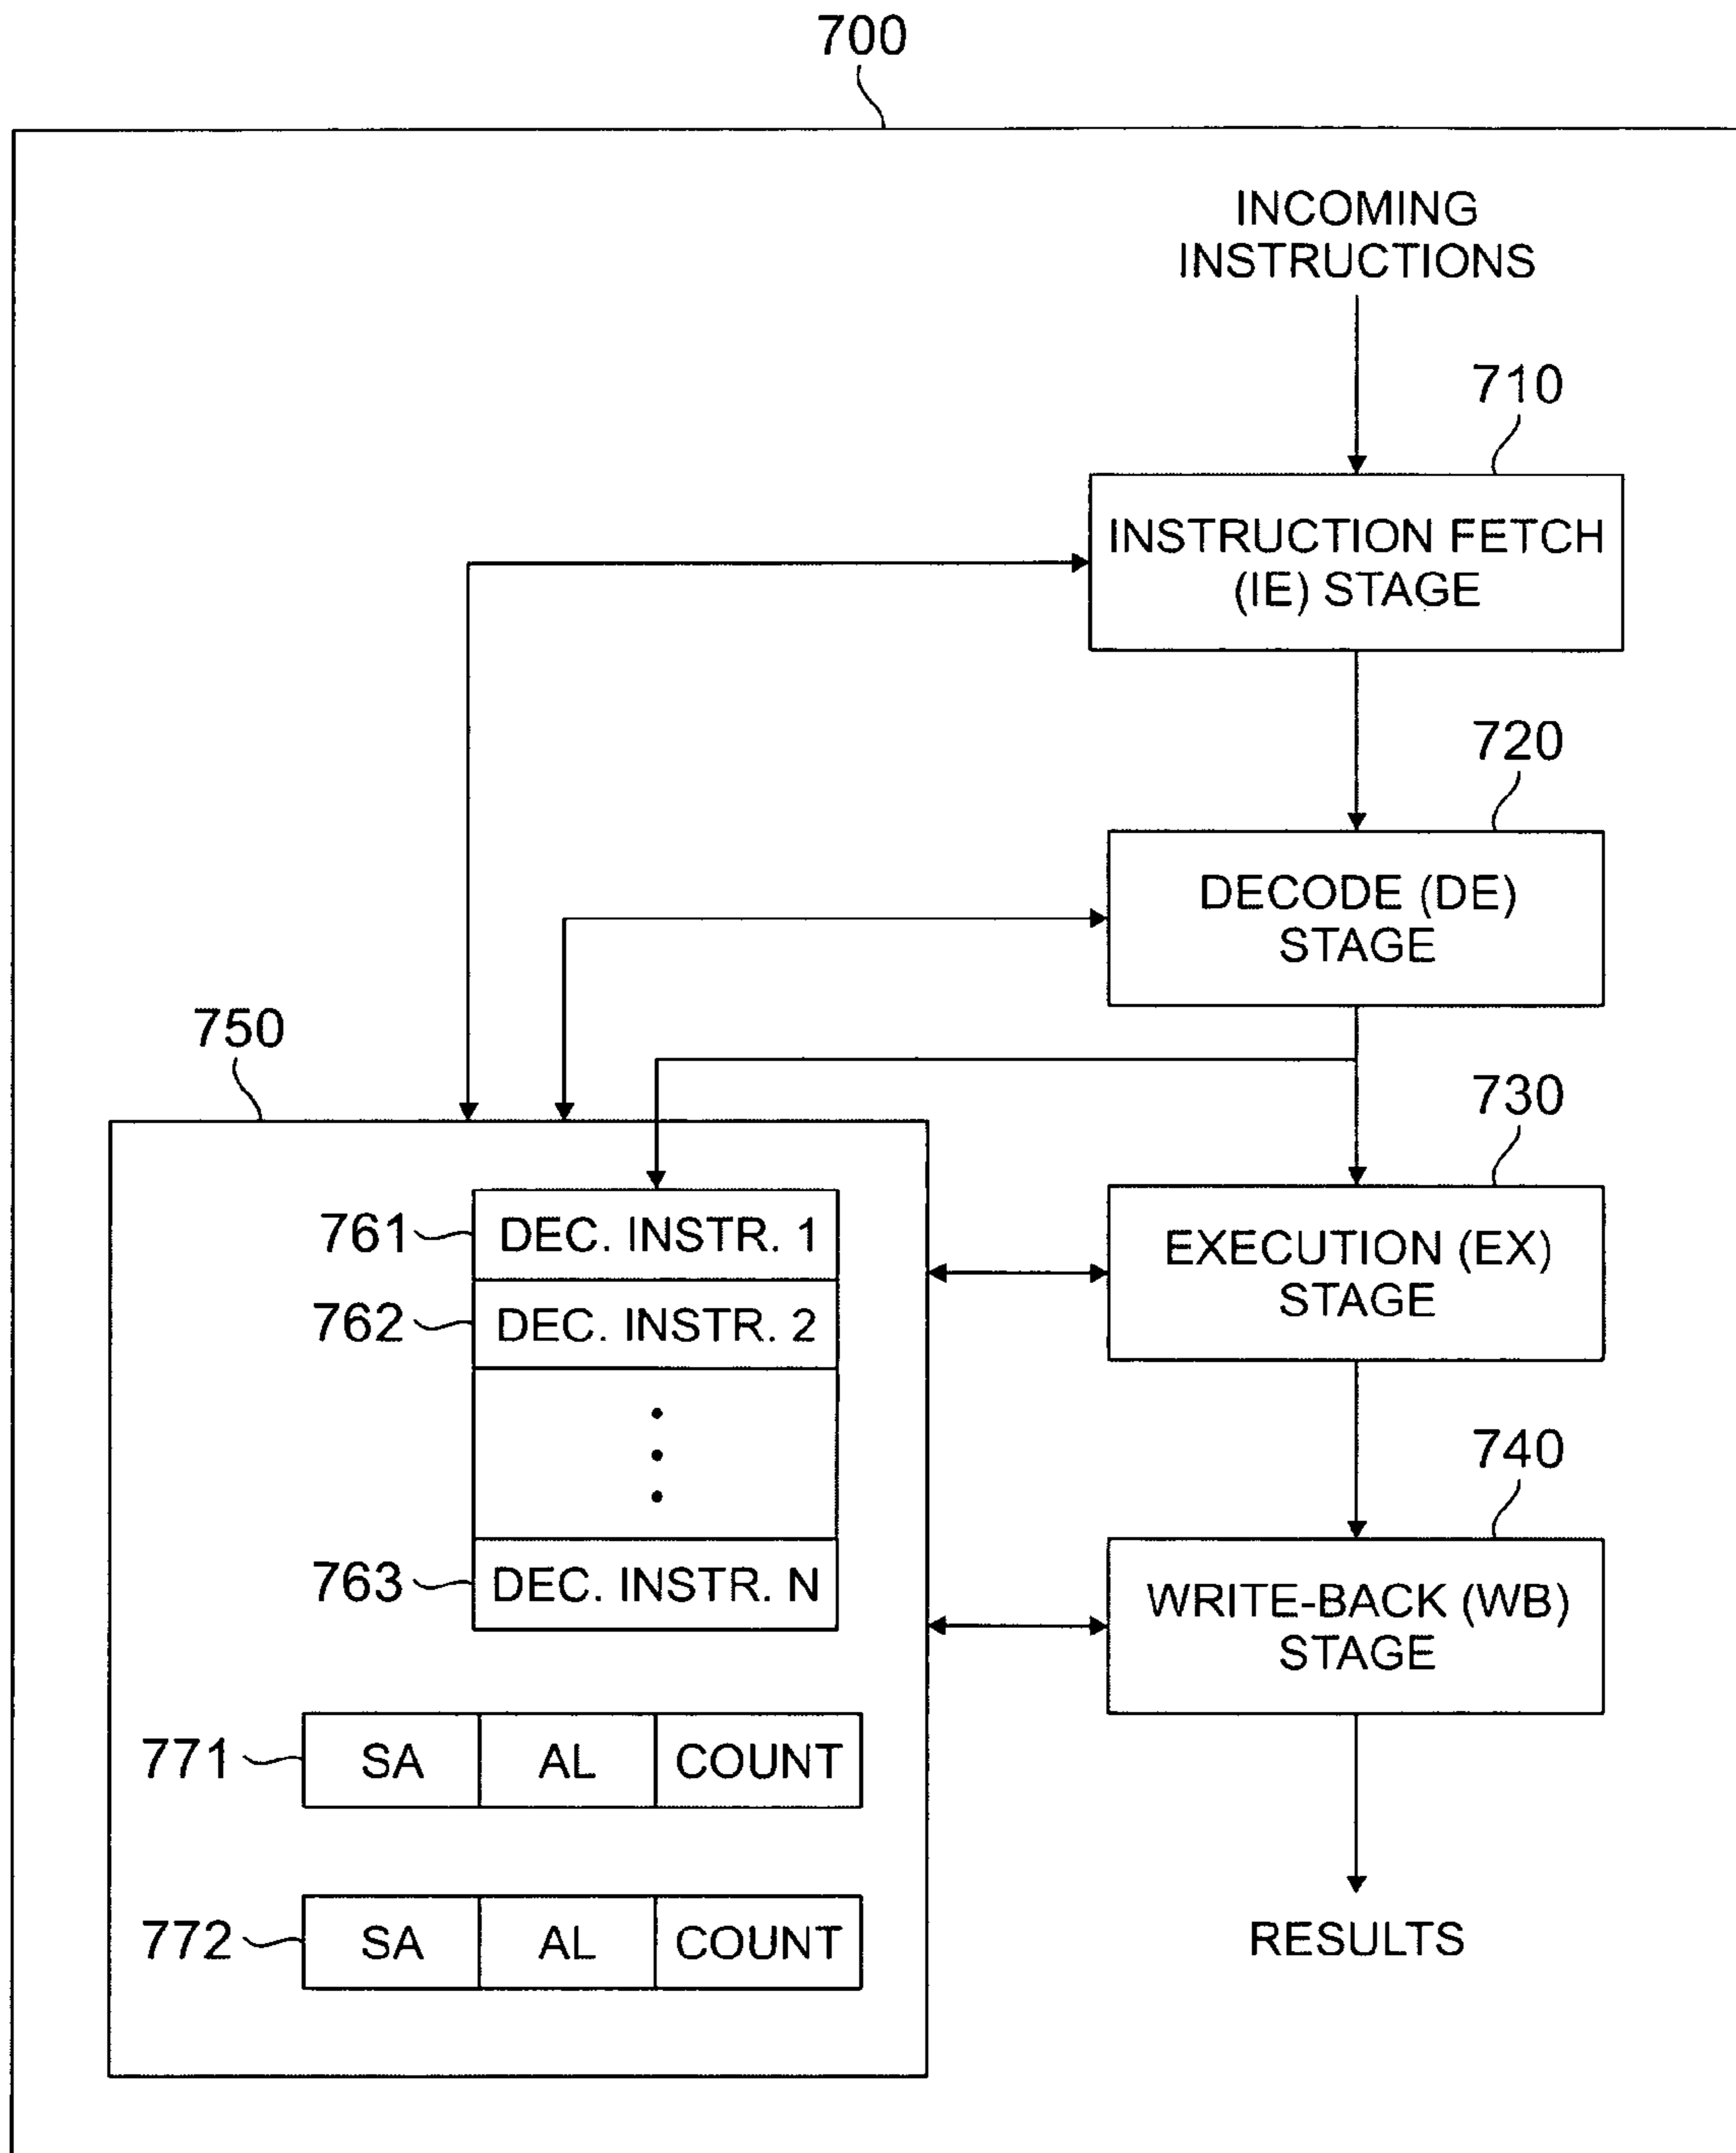 700
INCOMING
INSTRUCTIONS
710
INSTRUCTION FETCH
(IE) STAGE
720
DECODE (DE)
STAGE
750
730
761 DEC. INSTR. 1
EXECUTION (EX)
STAGE
762 DEC. INSTR. 2
740
763 DEC. INSTR. N
WRITE-BACK (WB)
STAGE
771 SA AL COUNT
772 SA AL COUNT
RESULTS